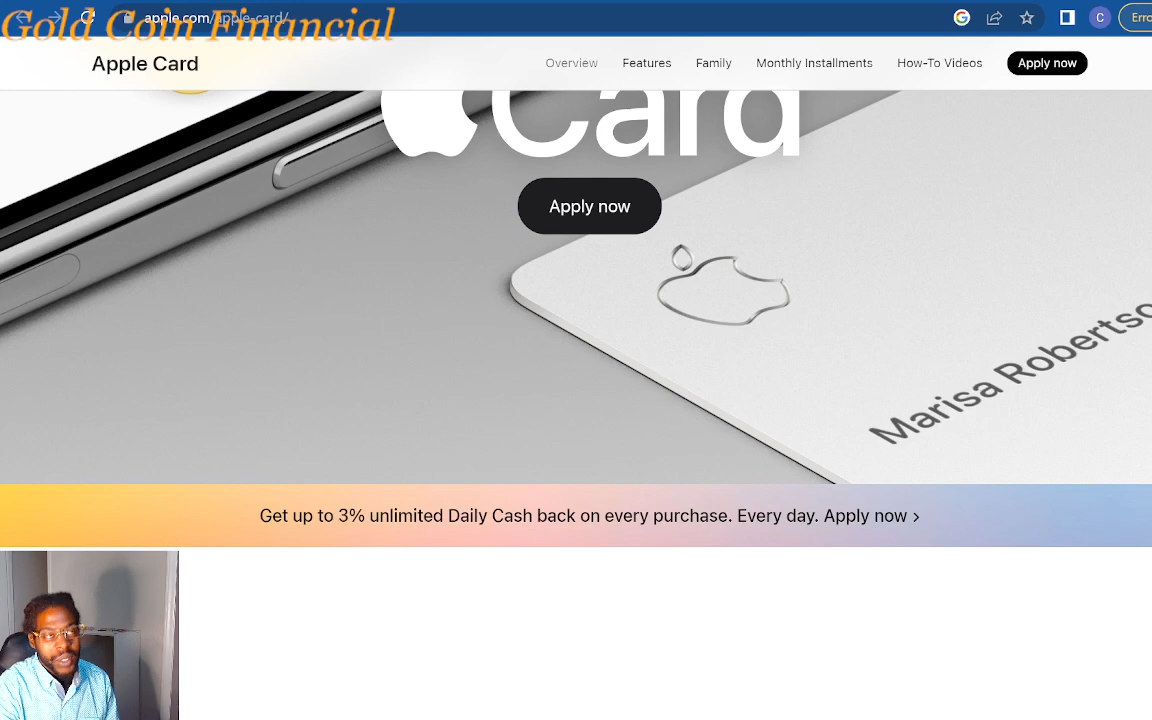 Gold Coin Financial
apple.com/apple-card/
C
Erro
Apple Card
Overview
Features
Family
Monthly Installments
How-To Videos
Apply now
Card
Apply now
Marisa Robertso
Get up to 3% unlimited Daily Cash back on every purchase. Every day. Apply now >